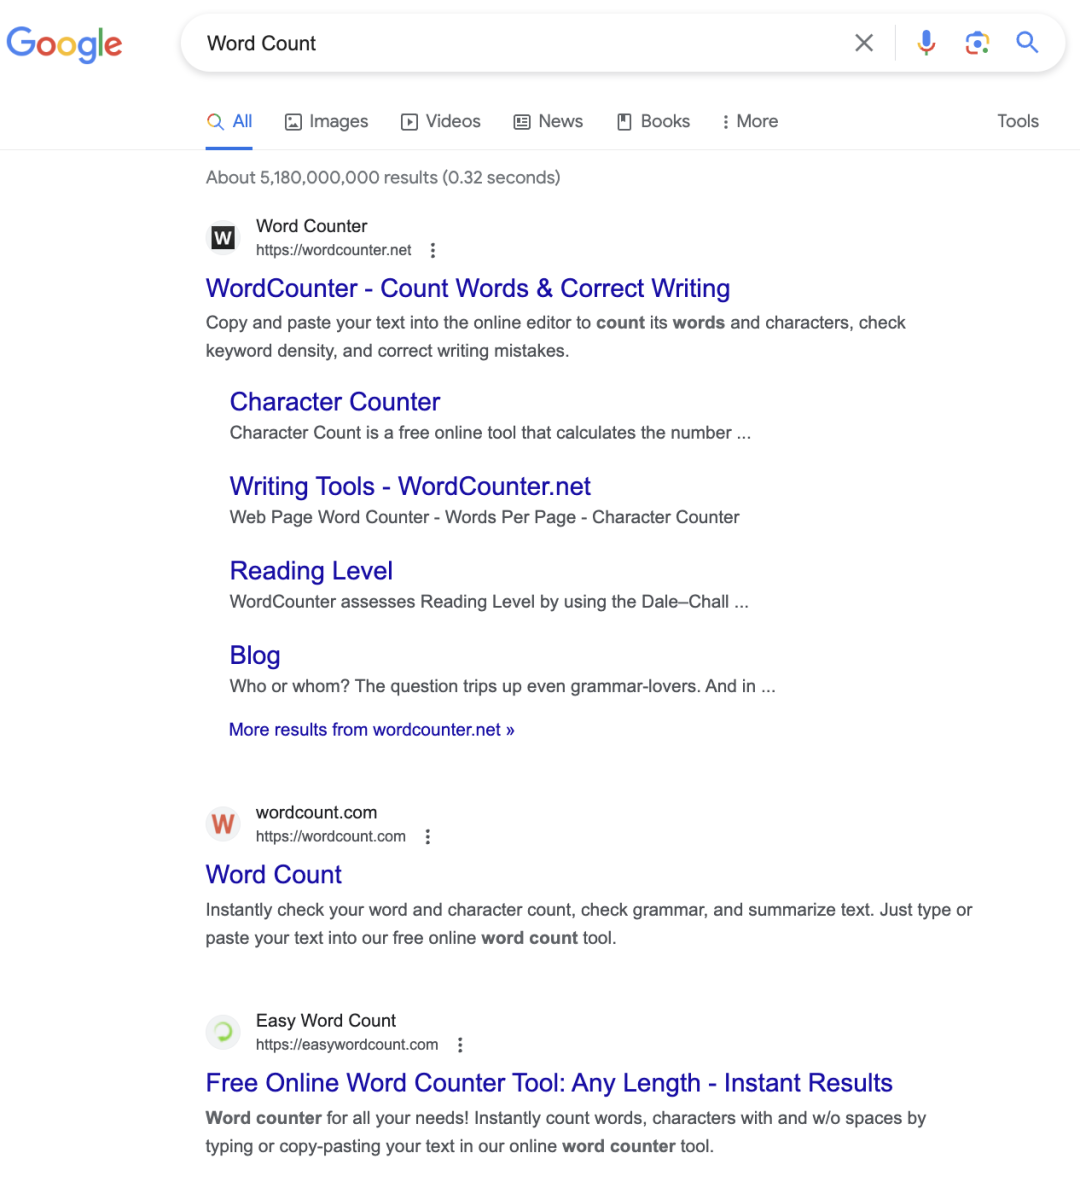 Google
Word Count
All Images Videos News Books More Tools
About 5,180,000,000 results (0.32 seconds)
W
Word Counter
https://wordcounter.net
WordCounter - Count Words & Correct Writing
Copy and paste your text into the online editor to count its words and characters, check
keyword density, and correct writing mistakes.
Character Counter
Character Count is a free online tool that calculates the number ...
Writing Tools - WordCounter.net
Web Page Word Counter - Words Per Page - Character Counter
Reading Level
WordCounter assesses Reading Level by using the Dale–Chall ...
Blog
Who or whom? The question trips up even grammar-lovers. And in ...
More results from wordcounter.net »
W
wordcount.com
https://wordcount.com
Word Count
Instantly check your word and character count, check grammar, and summarize text. Just type or
paste your text into our free online word count tool.
Easy Word Count
https://easywordcount.com
Free Online Word Counter Tool: Any Length - Instant Results
Word counter for all your needs! Instantly count words, characters with and w/o spaces by
typing or copy-pasting your text in our online word counter tool.